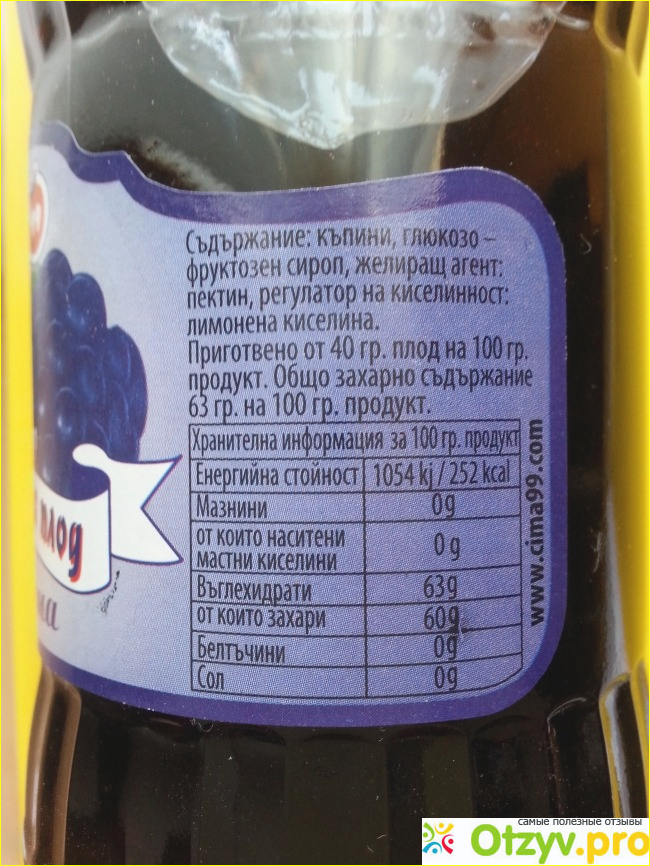 Съдържание: къпини, глюкозо –
фруктозен сироп, желиращ агент:
пектин, регулатор на киселинност:
лимонена киселина.
Приготвено от 40 гр. плод на 100 гр.
продукт. Общо захарно съдържание
63 гр. на 100 гр. продукт.
Хранителна информация за 100 гр. продукт
Енергийна стойност 1054 kj / 252 kcal
Мазнини 0g
от които наситени
мастни киселини 0g
Въглехидрати 63g
от които захари 60g
Белтъчини 0g
Сол 0g
www.cima99.com
плод
самые полезные отзывы
Otzyv.pro